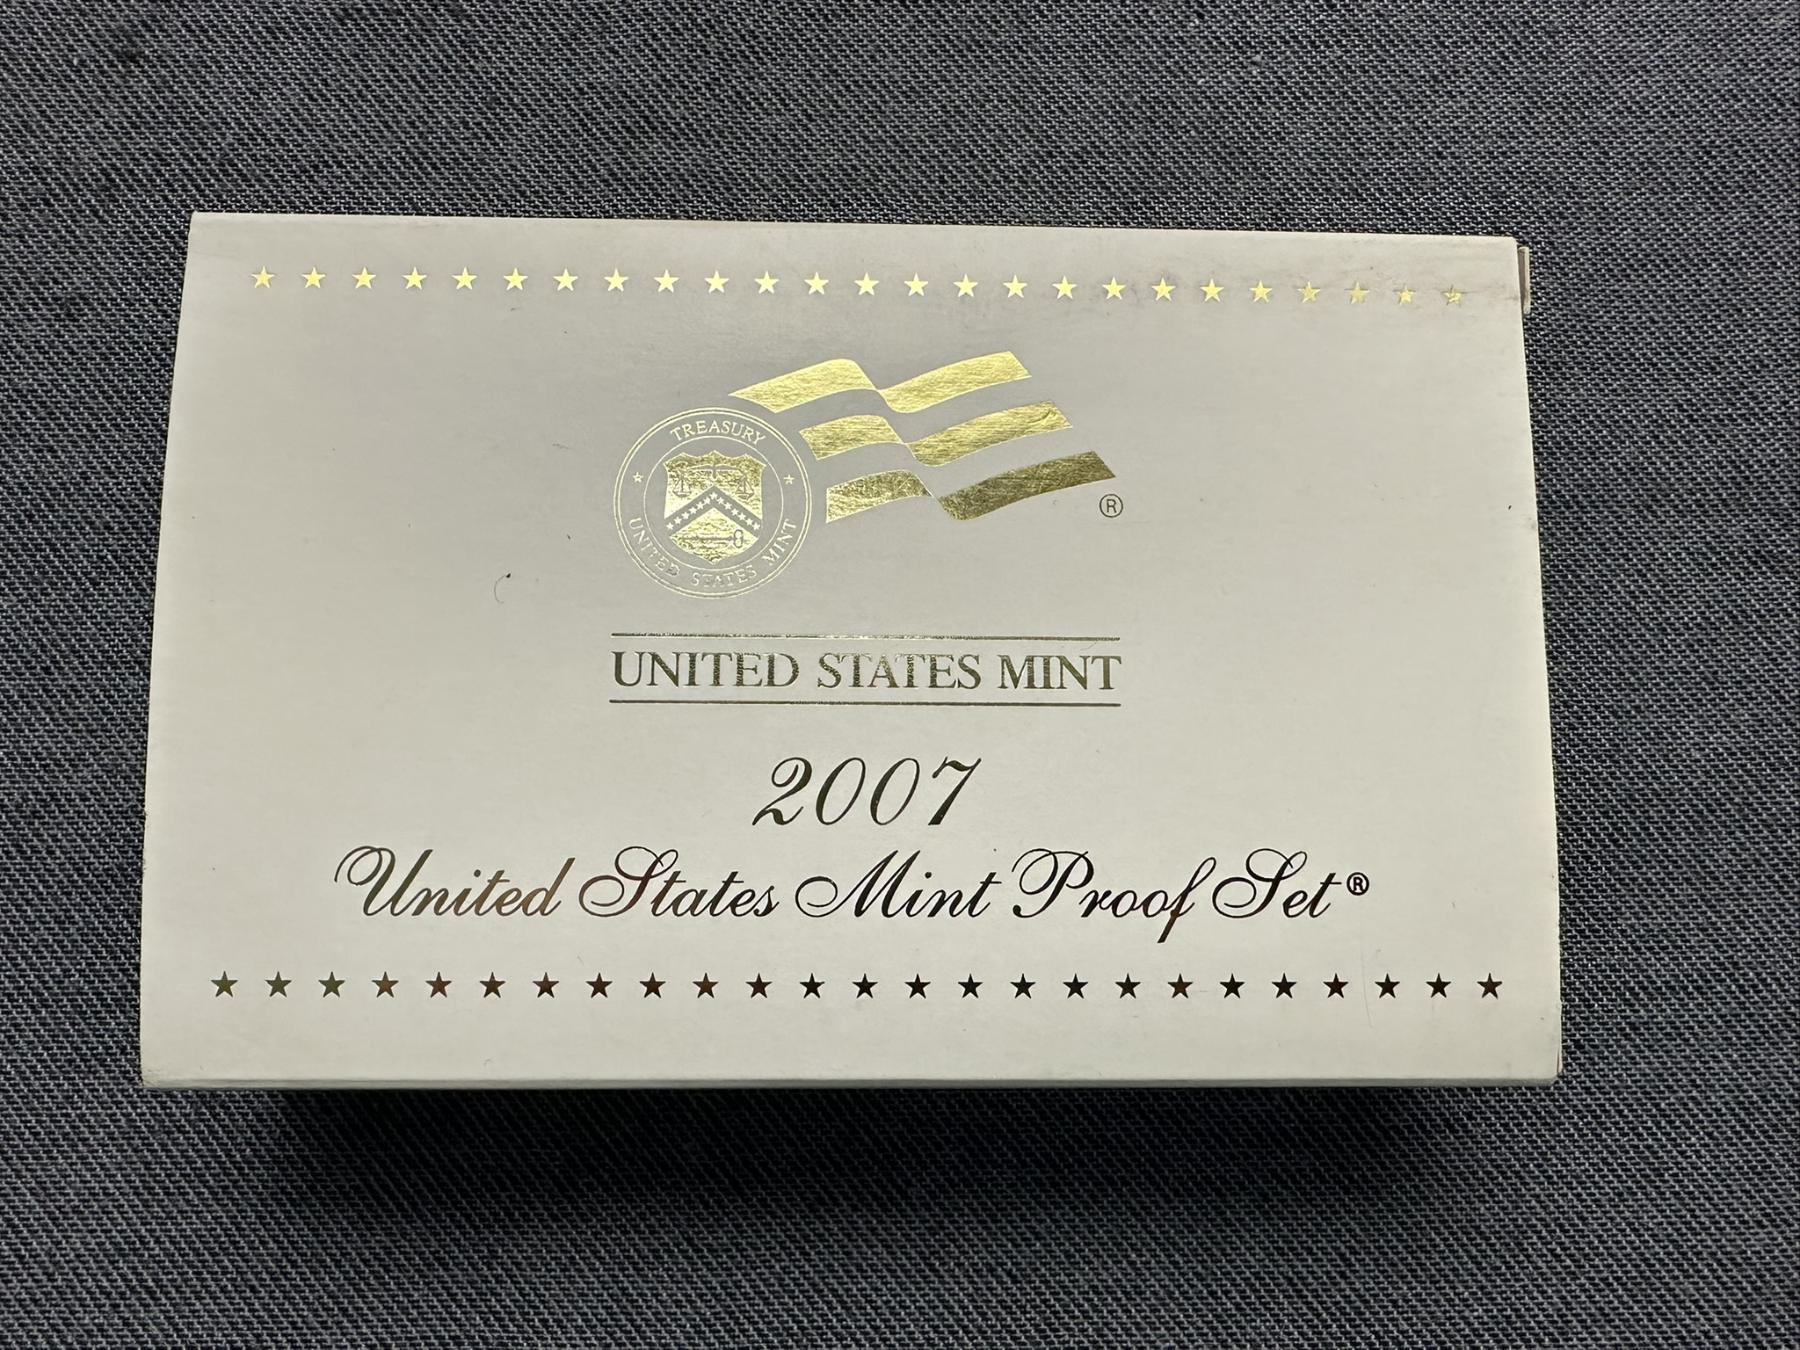 TREASURY
UNITED STATES MINT
®
UNITED STATES MINT
2007
United States Mint Proof Set®